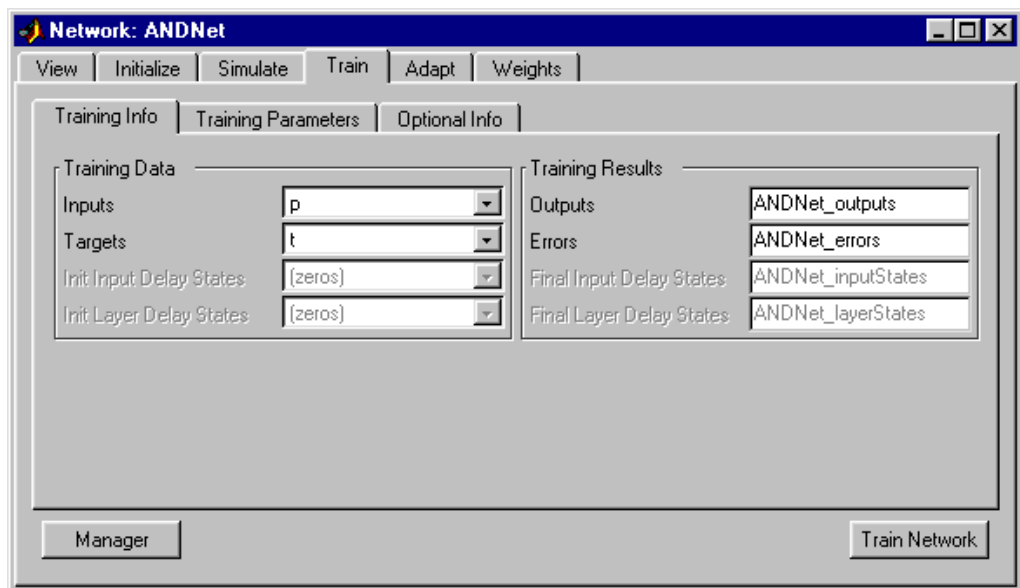 Network: ANDNet
View Initialize Simulate Train Adapt Weights
Training Info Training Parameters Optional Info
Training Data
Inputs p
Targets t
Init Input Delay States (zeros)
Init Layer Delay States (zeros)
Training Results
Outputs ANDNet_outputs
Errors ANDNet_errors
Final Input Delay States ANDNet_inputStates
Final Layer Delay States ANDNet_layerStates
Manager Train Network